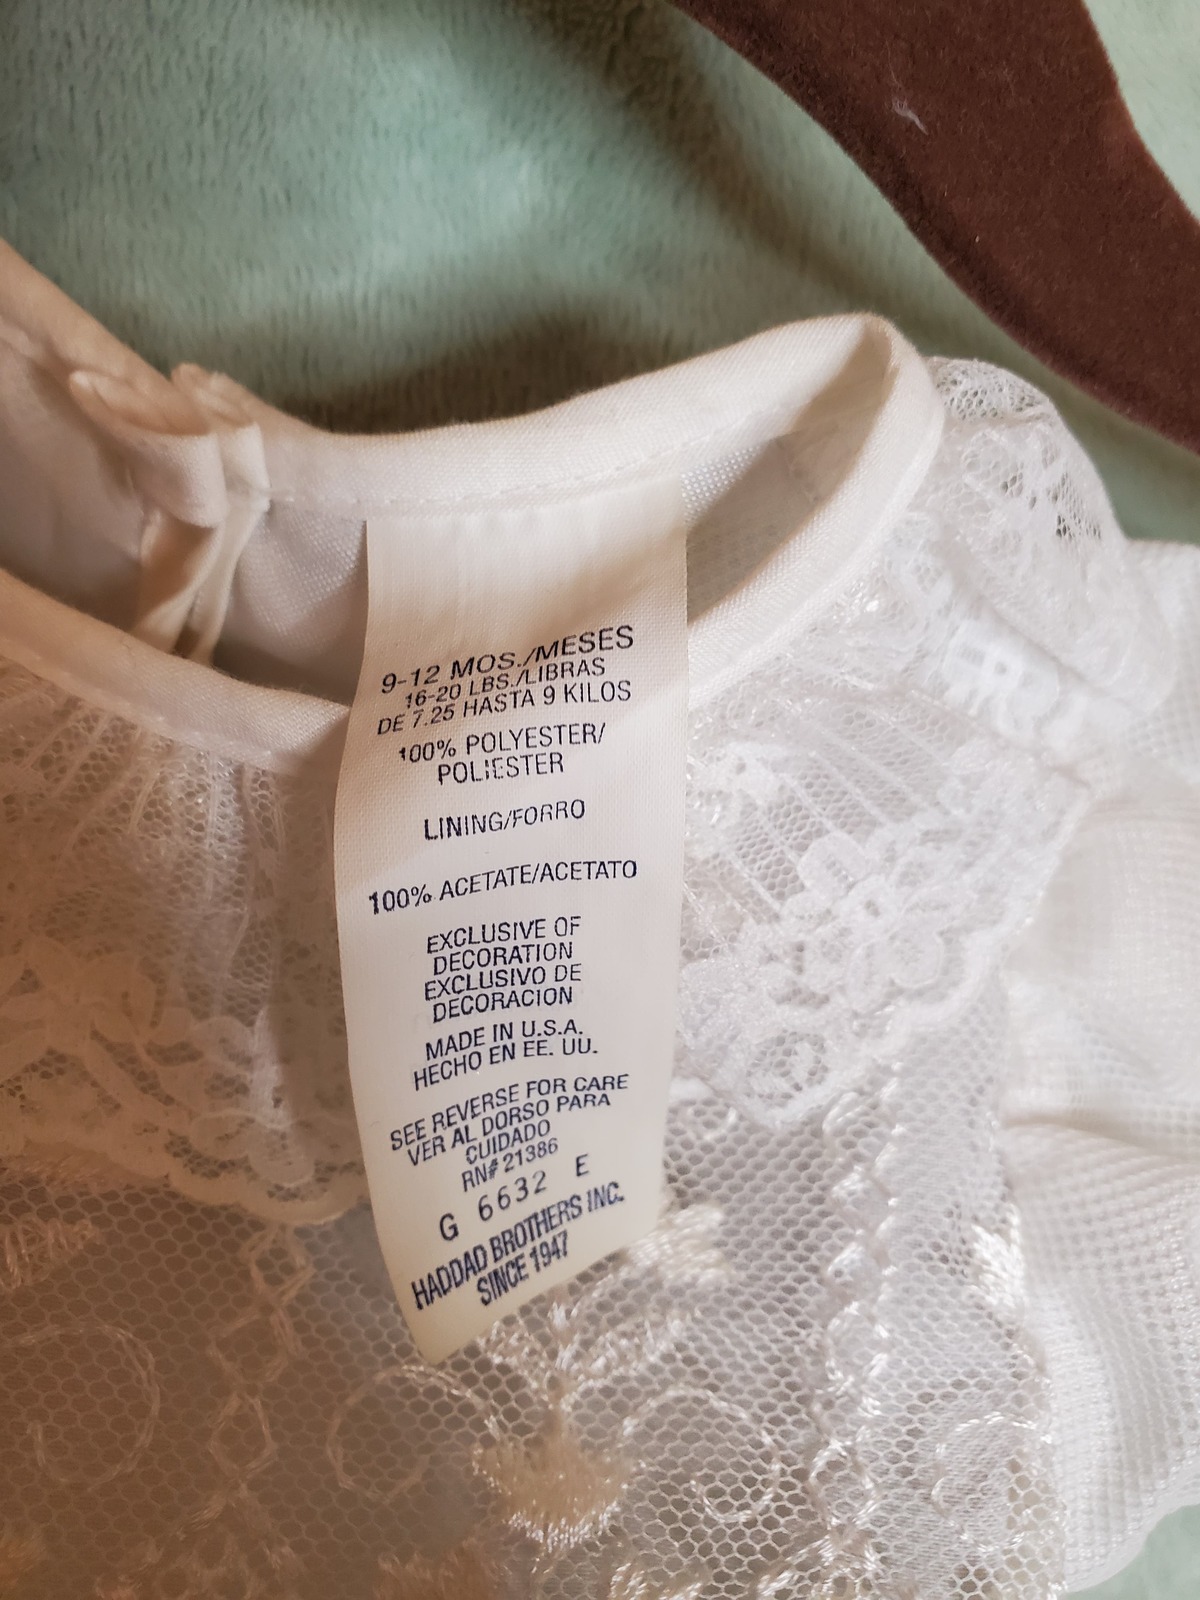 9-12 MOS./MESES
16-20 LBS./LIBRAS
DE 7.25 HASTA 9 KILOS
100% POLYESTER/
POLIESTER
LINING/FORRO
100% ACETATE/ACETATO
EXCLUSIVE OF
DECORATION
EXCLUSIVO DE
DECORACION
MADE IN U.S.A.
HECHO EN EE. UU.
SEE REVERSE FOR CARE
VER AL DORSO PARA
CUIDADO
RN# 21386
G 6632 E
HADDAD BROTHERS INC.
SINCE 1947